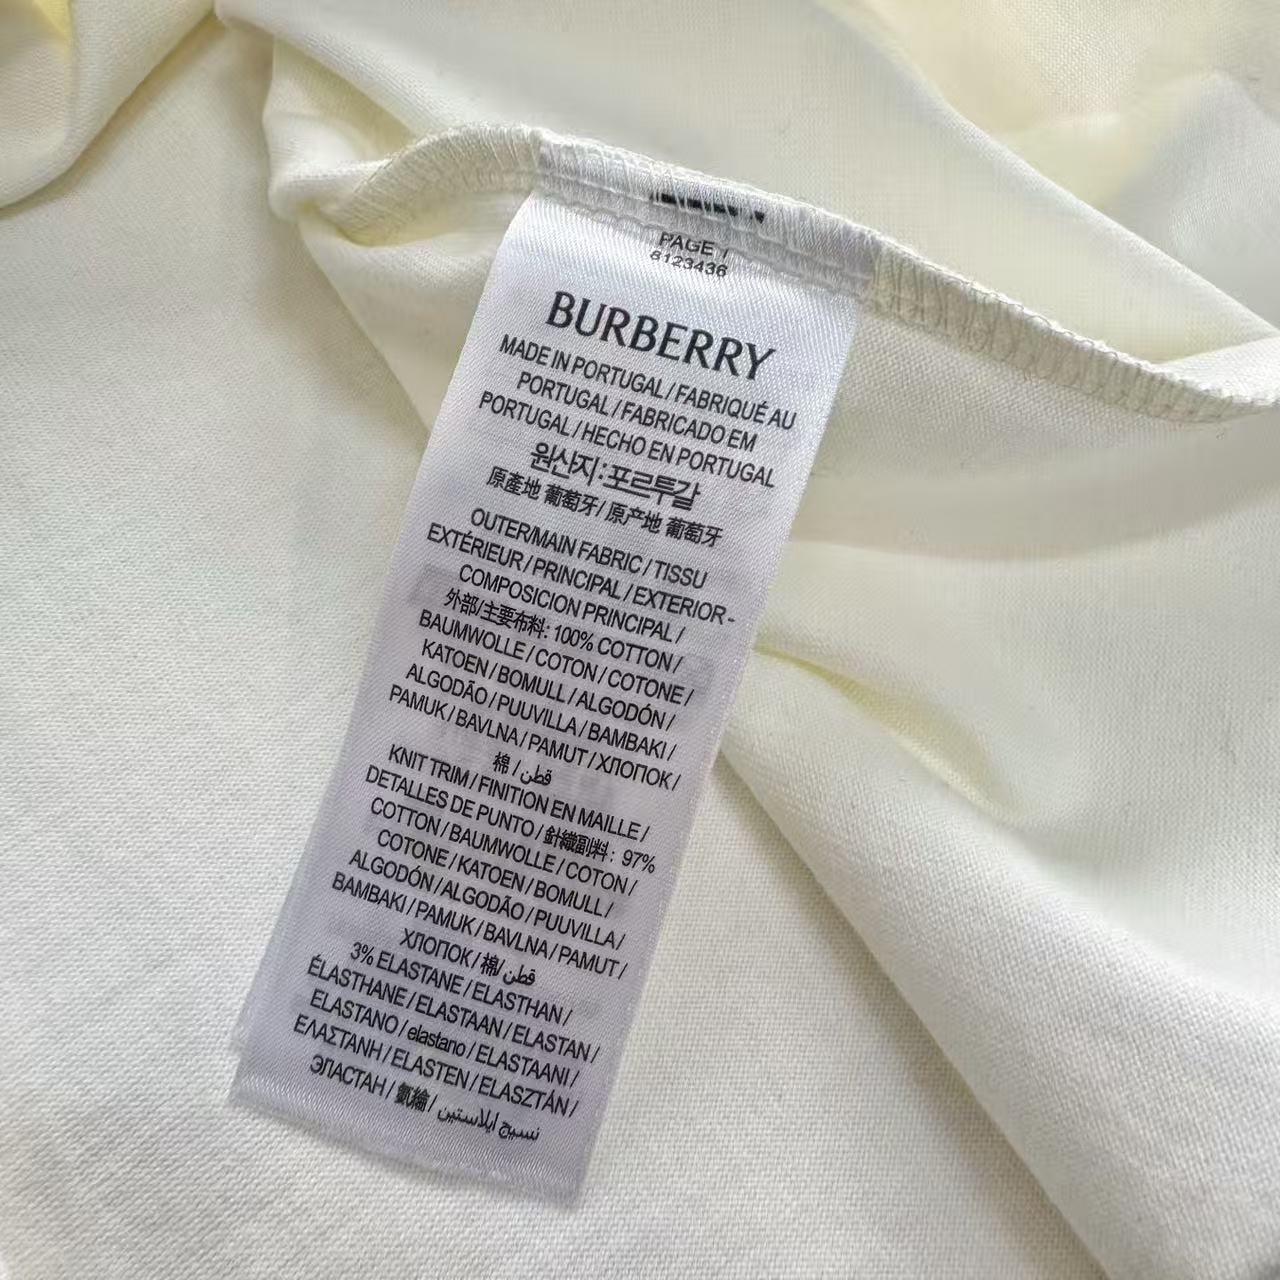 PAGE 1
8123436
BURBERRY
MADE IN PORTUGAL / FABRIQUÉ AU
PORTUGAL / FABRICADO EM
PORTUGAL / HECHO EN PORTUGAL
원산지 : 포르투갈
原產地 葡萄牙 / 原产地 葡萄牙
OUTER/MAIN FABRIC / TISSU
EXTÉRIEUR / PRINCIPAL / EXTERIOR -
COMPOSICION PRINCIPAL /
外部/主要布料: 100% COTTON /
BAUMWOLLE / COTON / COTONE /
KATOEN / BOMULL / ALGODÓN /
ALGODÃO / PUUVILLA / BAMBAKI /
PAMUK / BAVLNA / PAMUT / ХЛОПОК /
棉 / قطن
KNIT TRIM / FINITION EN MAILLE /
DETALLES DE PUNTO / 針織副料 : 97%
COTTON / BAUMWOLLE / COTON /
COTONE / KATOEN / BOMULL /
ALGODÓN / ALGODÃO / PUUVILLA /
BAMBAKI / PAMUK / BAVLNA / PAMUT /
ХЛОПОК / 棉/ قطن
3% ELASTANE / ELASTHAN /
ÉLASTHANE / ELASTAAN / ELASTAN /
ELASTANO / elastano / ELASTAANI /
ΕΛΑΣΤΑΝΗ / ELASTEN / ELASZTÁN /
ЭЛАСТАН / 氨綸 / نسيج ايلاستين